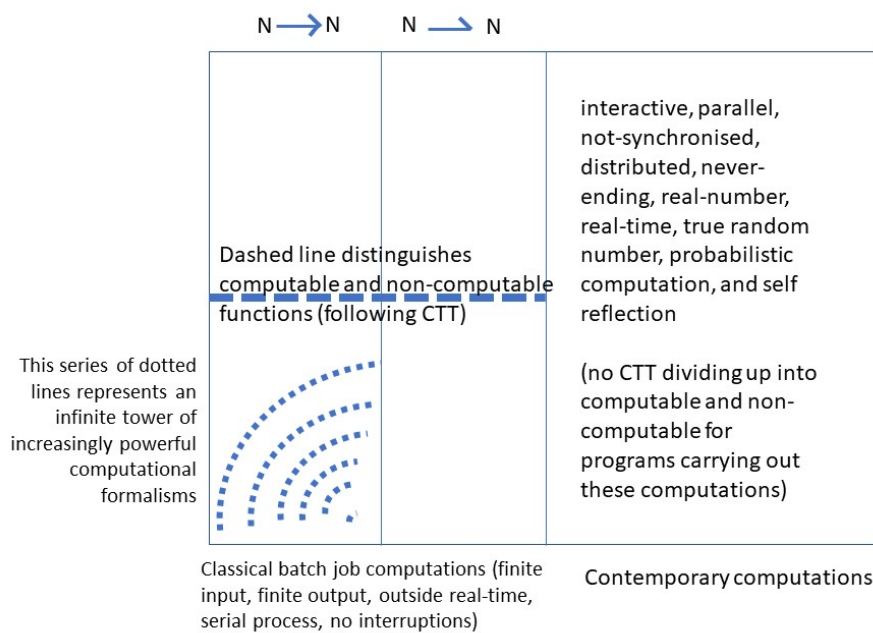 N → N
N ⇀ N
interactive, parallel,
not-synchronised,
distributed, never-
ending, real-number,
real-time, true random
number, probabilistic
computation, and self
reflection
(no CTT dividing up into
computable and non-
computable for
programs carrying out
these computations)
Dashed line distinguishes
computable and non-computable
functions (following CTT)
This series of dotted
lines represents an
infinite tower of
increasingly powerful
computational
formalisms
Classical batch job computations (finite
input, finite output, outside real-time,
serial process, no interruptions)
Contemporary computations